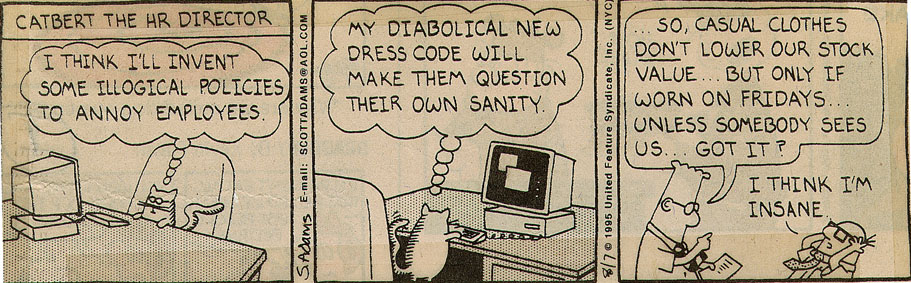 CATBERT THE HR DIRECTOR
I THINK I'LL INVENT
SOME ILLOGICAL POLICIES
TO ANNOY EMPLOYEES.
S.Adams E-mail: SCOTTADAMS@AOL.COM
MY DIABOLICAL NEW
DRESS CODE WILL
MAKE THEM QUESTION
THEIR OWN SANITY.
8/7 © 1995 United Feature Syndicate, Inc. (NYC)
...SO, CASUAL CLOTHES
DON'T LOWER OUR STOCK
VALUE... BUT ONLY IF
WORN ON FRIDAYS...
UNLESS SOMEBODY SEES
US... GOT IT?
I THINK I'M
INSANE.